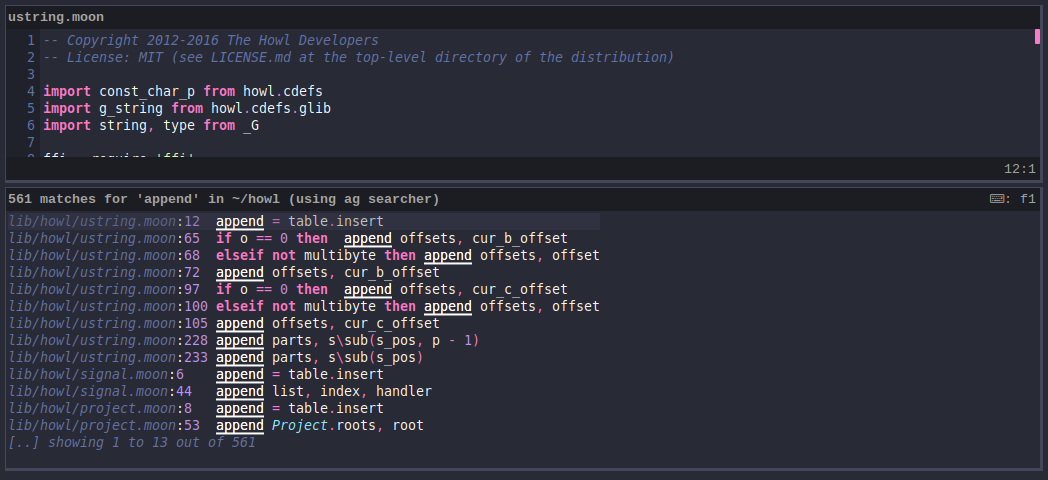 ustring.moon
1 -- Copyright 2012-2016 The Howl Developers
2 -- License: MIT (see LICENSE.md at the top-level directory of the distribution)
3
4 import const_char_p from howl.cdefs
5 import g_string from howl.cdefs.glib
6 import string, type from _G
7
12:1
561 matches for 'append' in ~/howl (using ag searcher) ⌨: f1
lib/howl/ustring.moon:12 append = table.insert
lib/howl/ustring.moon:65 if o == 0 then append offsets, cur_b_offset
lib/howl/ustring.moon:68 elseif not multibyte then append offsets, offset
lib/howl/ustring.moon:72 append offsets, cur_b_offset
lib/howl/ustring.moon:97 if o == 0 then append offsets, cur_c_offset
lib/howl/ustring.moon:100 elseif not multibyte then append offsets, offset
lib/howl/ustring.moon:105 append offsets, cur_c_offset
lib/howl/ustring.moon:228 append parts, s\sub(s_pos, p - 1)
lib/howl/ustring.moon:233 append parts, s\sub(s_pos)
lib/howl/signal.moon:6 append = table.insert
lib/howl/signal.moon:44 append list, index, handler
lib/howl/project.moon:8 append = table.insert
lib/howl/project.moon:53 append Project.roots, root
[..] showing 1 to 13 out of 561